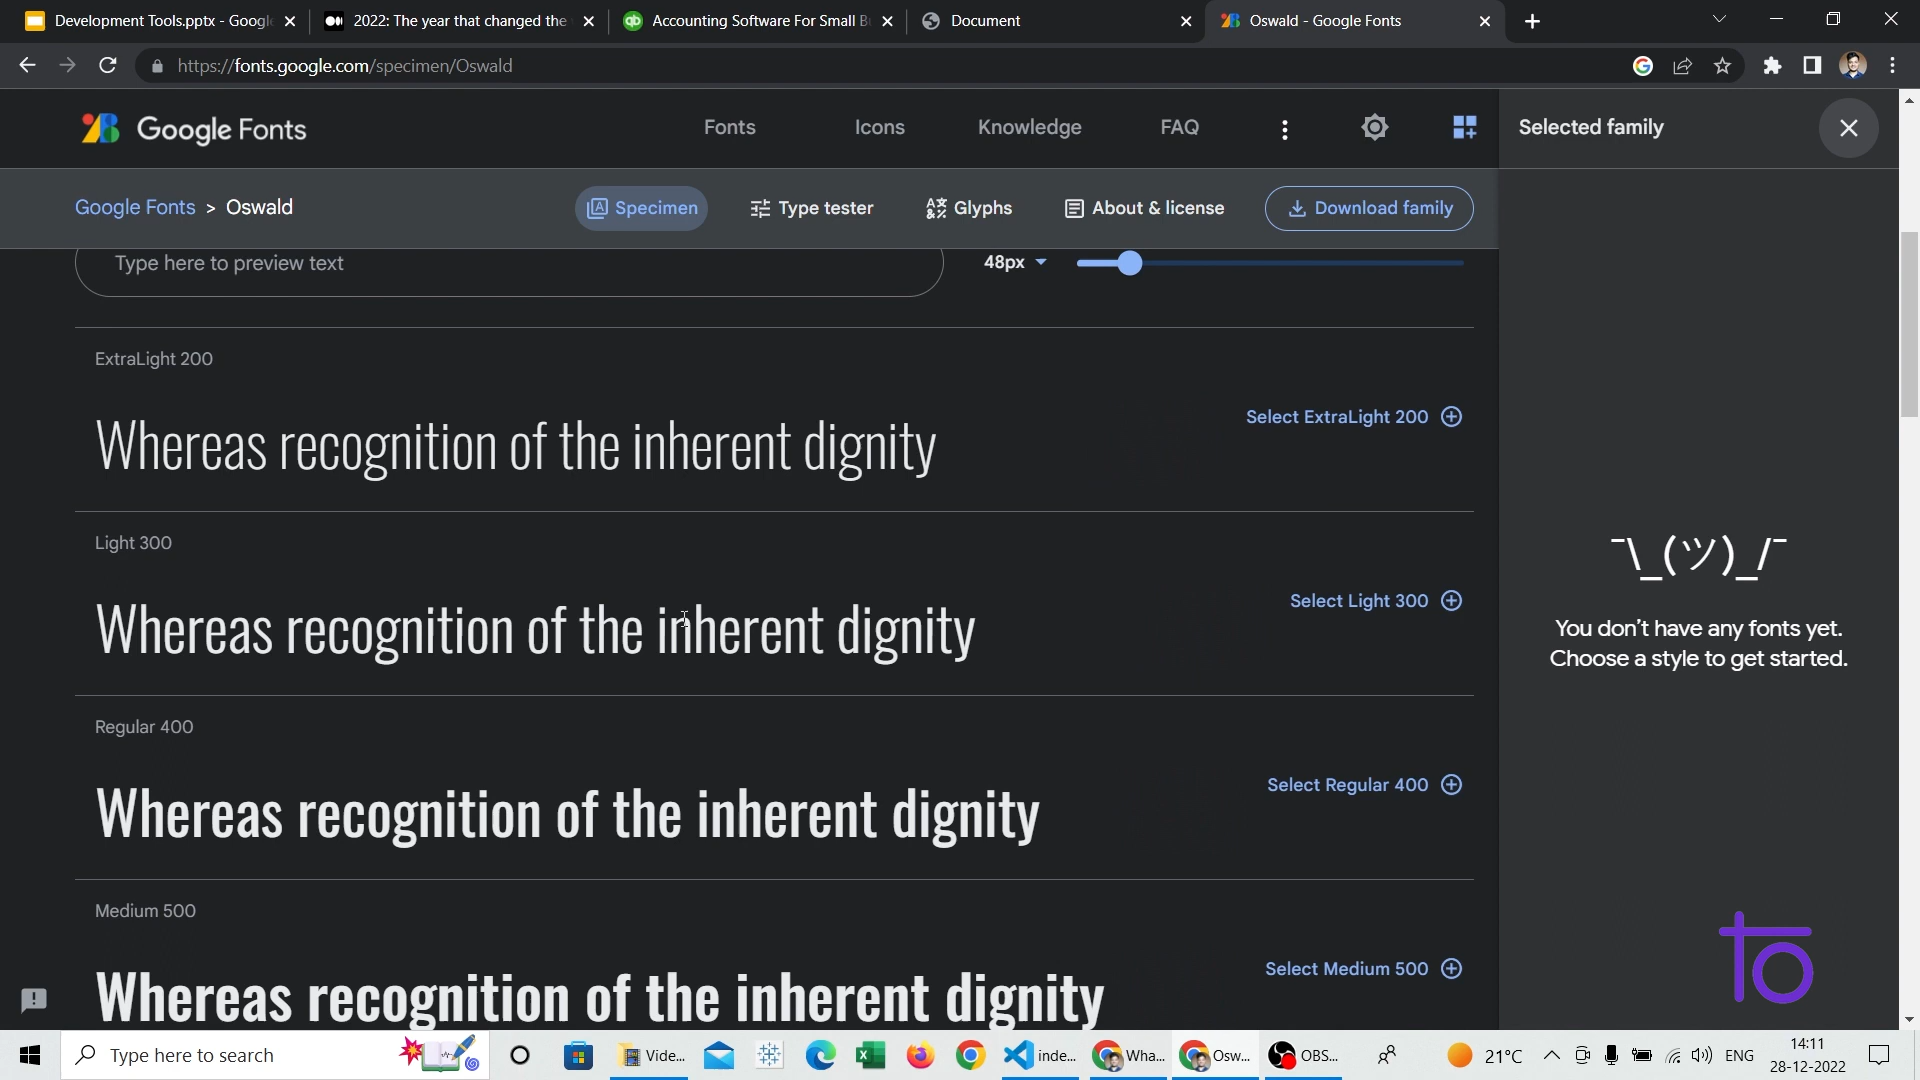 Development Tools.pptx - Googl
2022: The year that changed the
Accounting Software For Small B
Document
Oswald - Google Fonts
https://fonts.google.com/specimen/Oswald
Google Fonts
Fonts
Icons
Knowledge
FAQ
Selected family
Google Fonts > Oswald
Specimen
Type tester
Glyphs
About & license
Download family
Type here to preview text
48px
ExtraLight 200
Whereas recognition of the inherent dignity
Select ExtraLight 200
Light 300
Whereas recognition of the inherent dignity
Select Light 300
Regular 400
Whereas recognition of the inherent dignity
Select Regular 400
Medium 500
Whereas recognition of the inherent dignity
Select Medium 500
¯\_(ツ)_/¯
You don't have any fonts yet.
Choose a style to get started.
Type here to search
Vide...
inde...
Wha...
Osw...
OBS...
21°C
ENG
14:11
28-12-2022